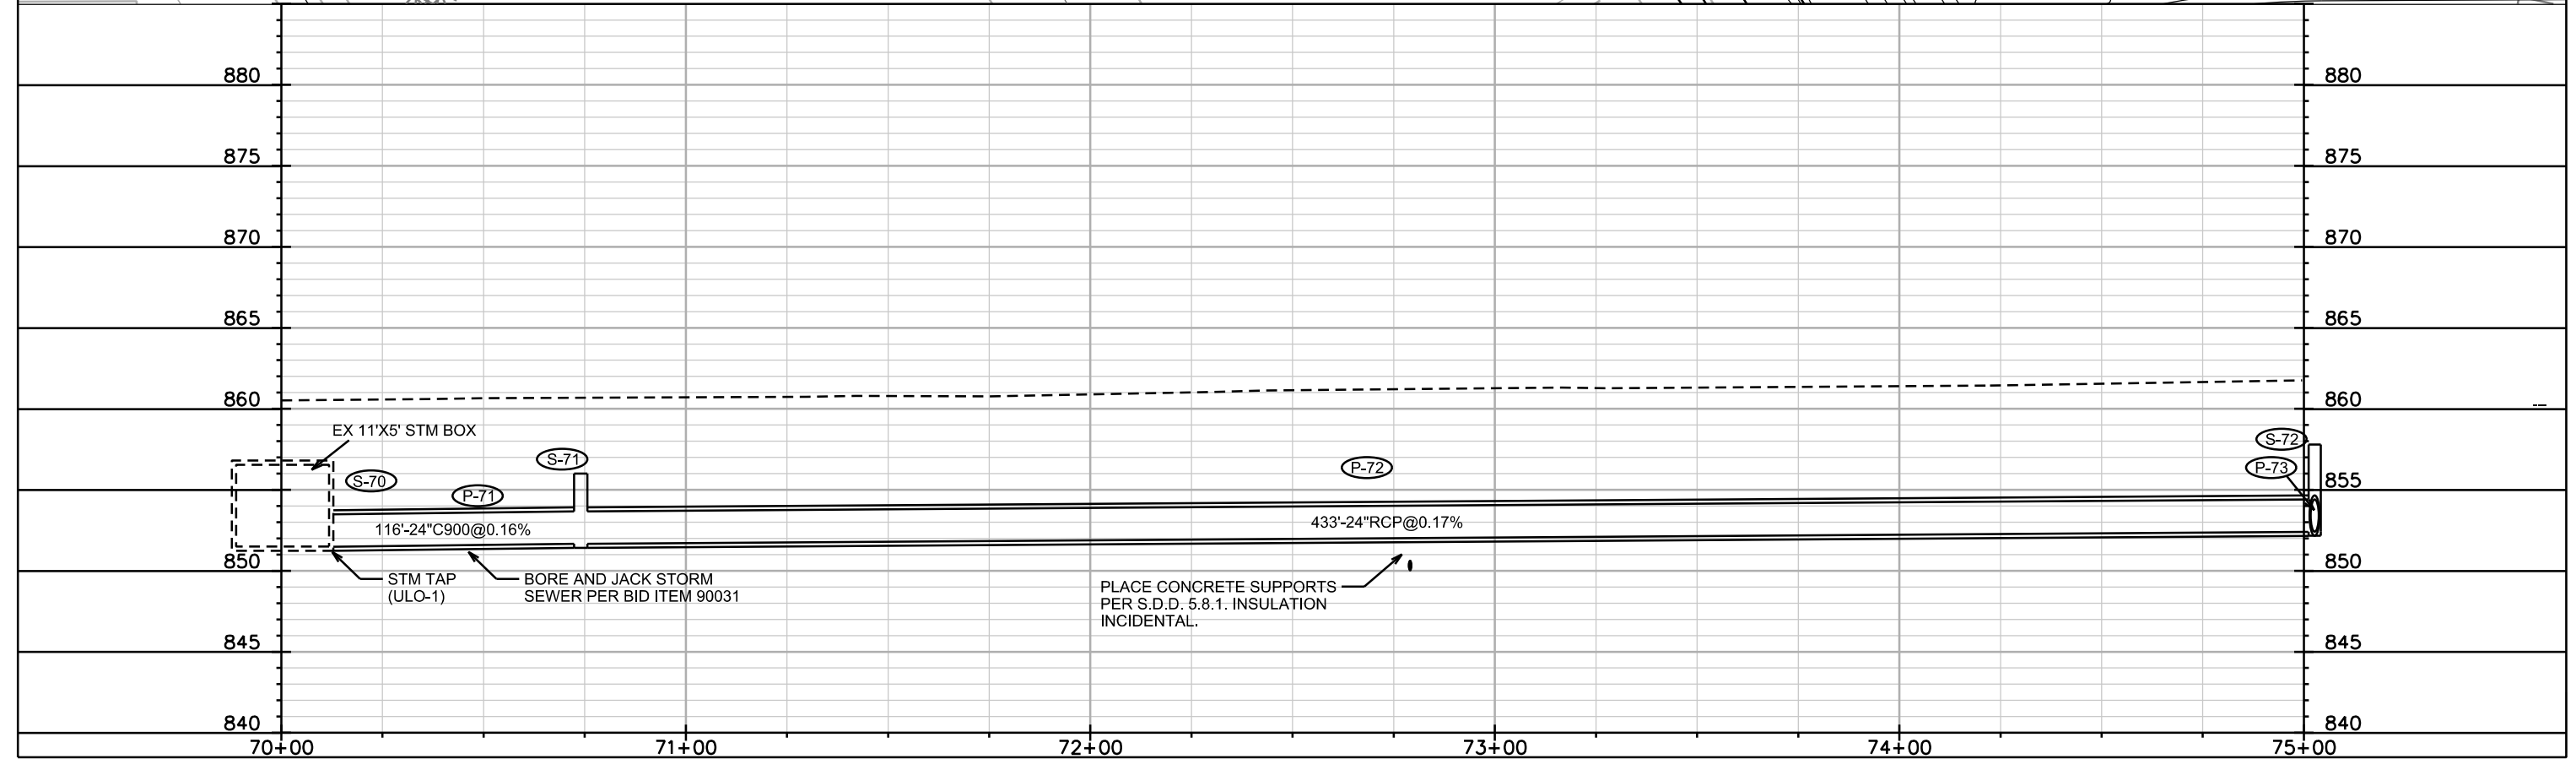 880 880
875 875
870 870
865 865
860 860
EX 11'X5' STM BOX
S-72
S-71
P-72
P-73
S-70
855 855
P-71
116'-24"C900@0.16%
433'-24"RCP@0.17%
850 850
STM TAP
(ULO-1)
BORE AND JACK STORM
SEWER PER BID ITEM 90031
PLACE CONCRETE SUPPORTS
PER S.D.D. 5.8.1. INSULATION
INCIDENTAL.
845 845
840 840
70+00 71+00 72+00 73+00 74+00 75+00